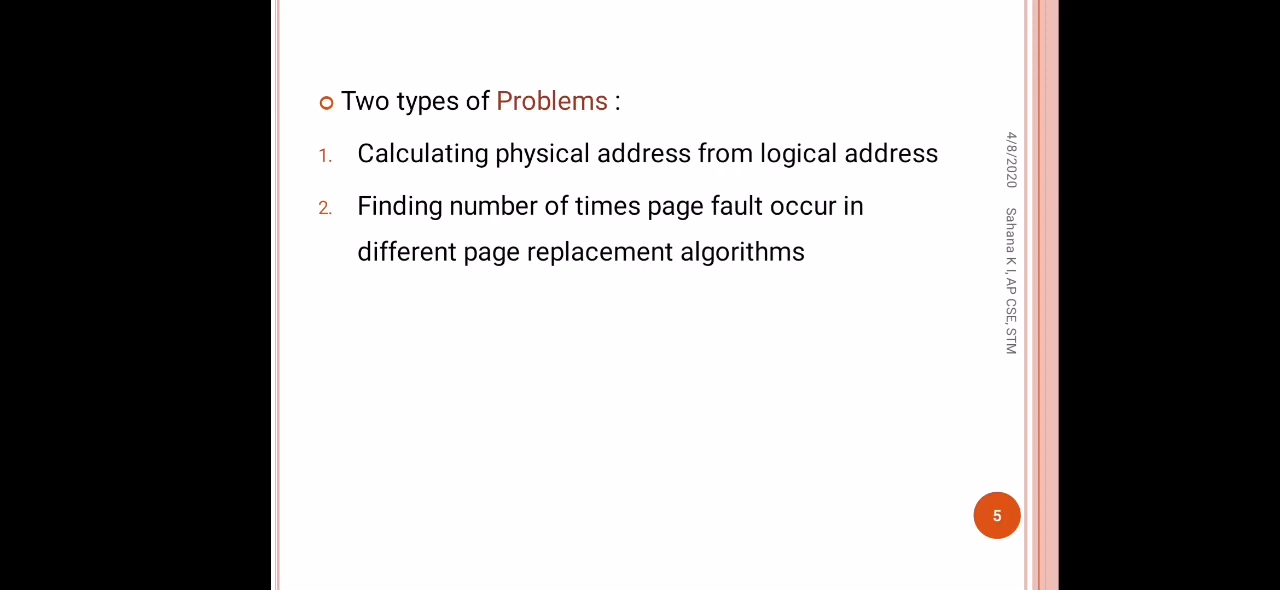 Two types of Problems :
1. Calculating physical address from logical address
2. Finding number of times page fault occur in
different page replacement algorithms
4/8/2020
Sahana K I, AP CSE, STM
5